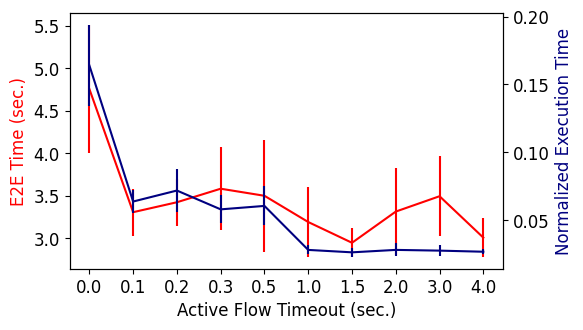 E2E Time (sec.)
5.5
5.0
4.5
4.0
3.5
3.0
0.20
0.15
0.10
0.05
Normalized Execution Time
0.0 0.1 0.2 0.3 0.5 1.0 1.5 2.0 3.0 4.0
Active Flow Timeout (sec.)